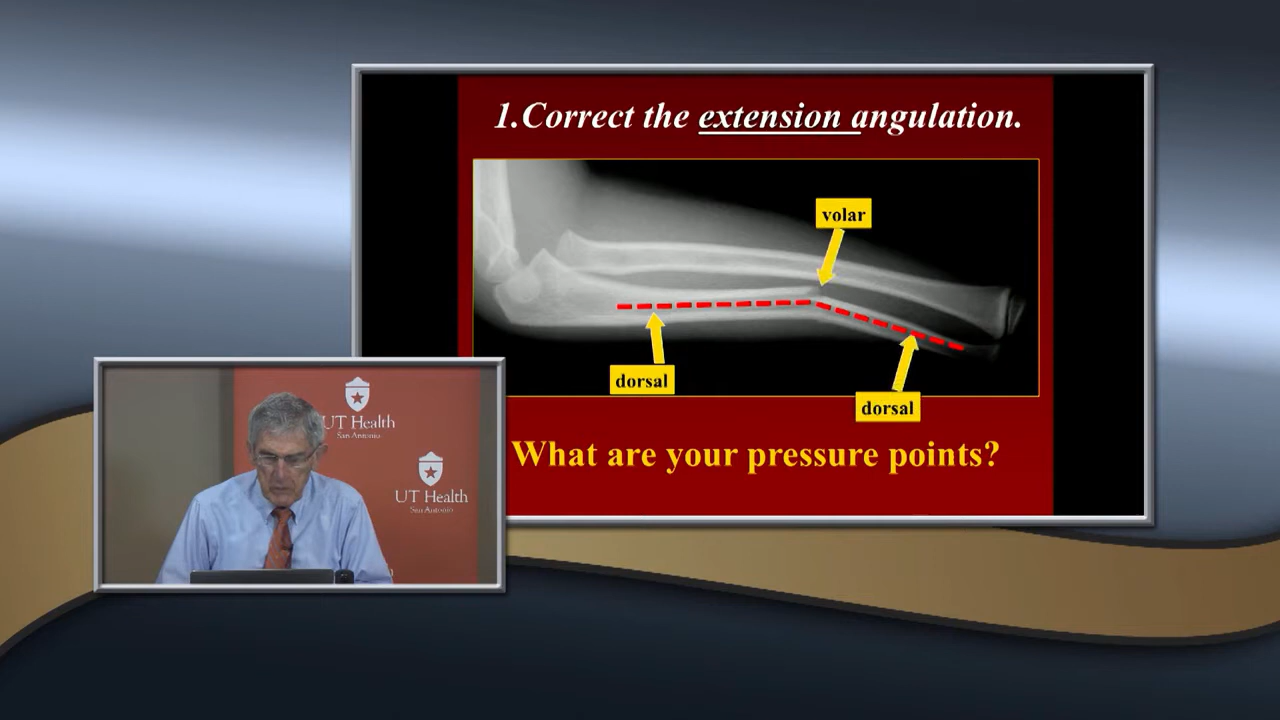 1.Correct the extension angulation.
volar
dorsal
dorsal
What are your pressure points?
UT Health
San Antonio
UT Health
San Antonio